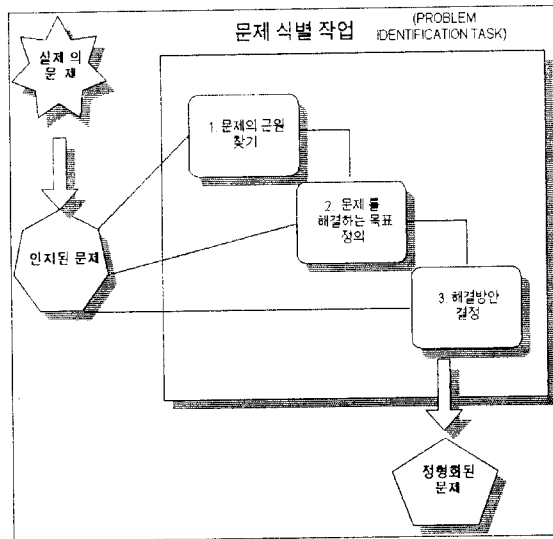 문제 식별 작업
(PROBLEM
IDENTIFICATION TASK)
실제의
문제
1. 문제의 근원
찾기
2. 문제를
해결하는 목표
정의
인지된 문제
3. 해결방안
결정
정형화된
문제